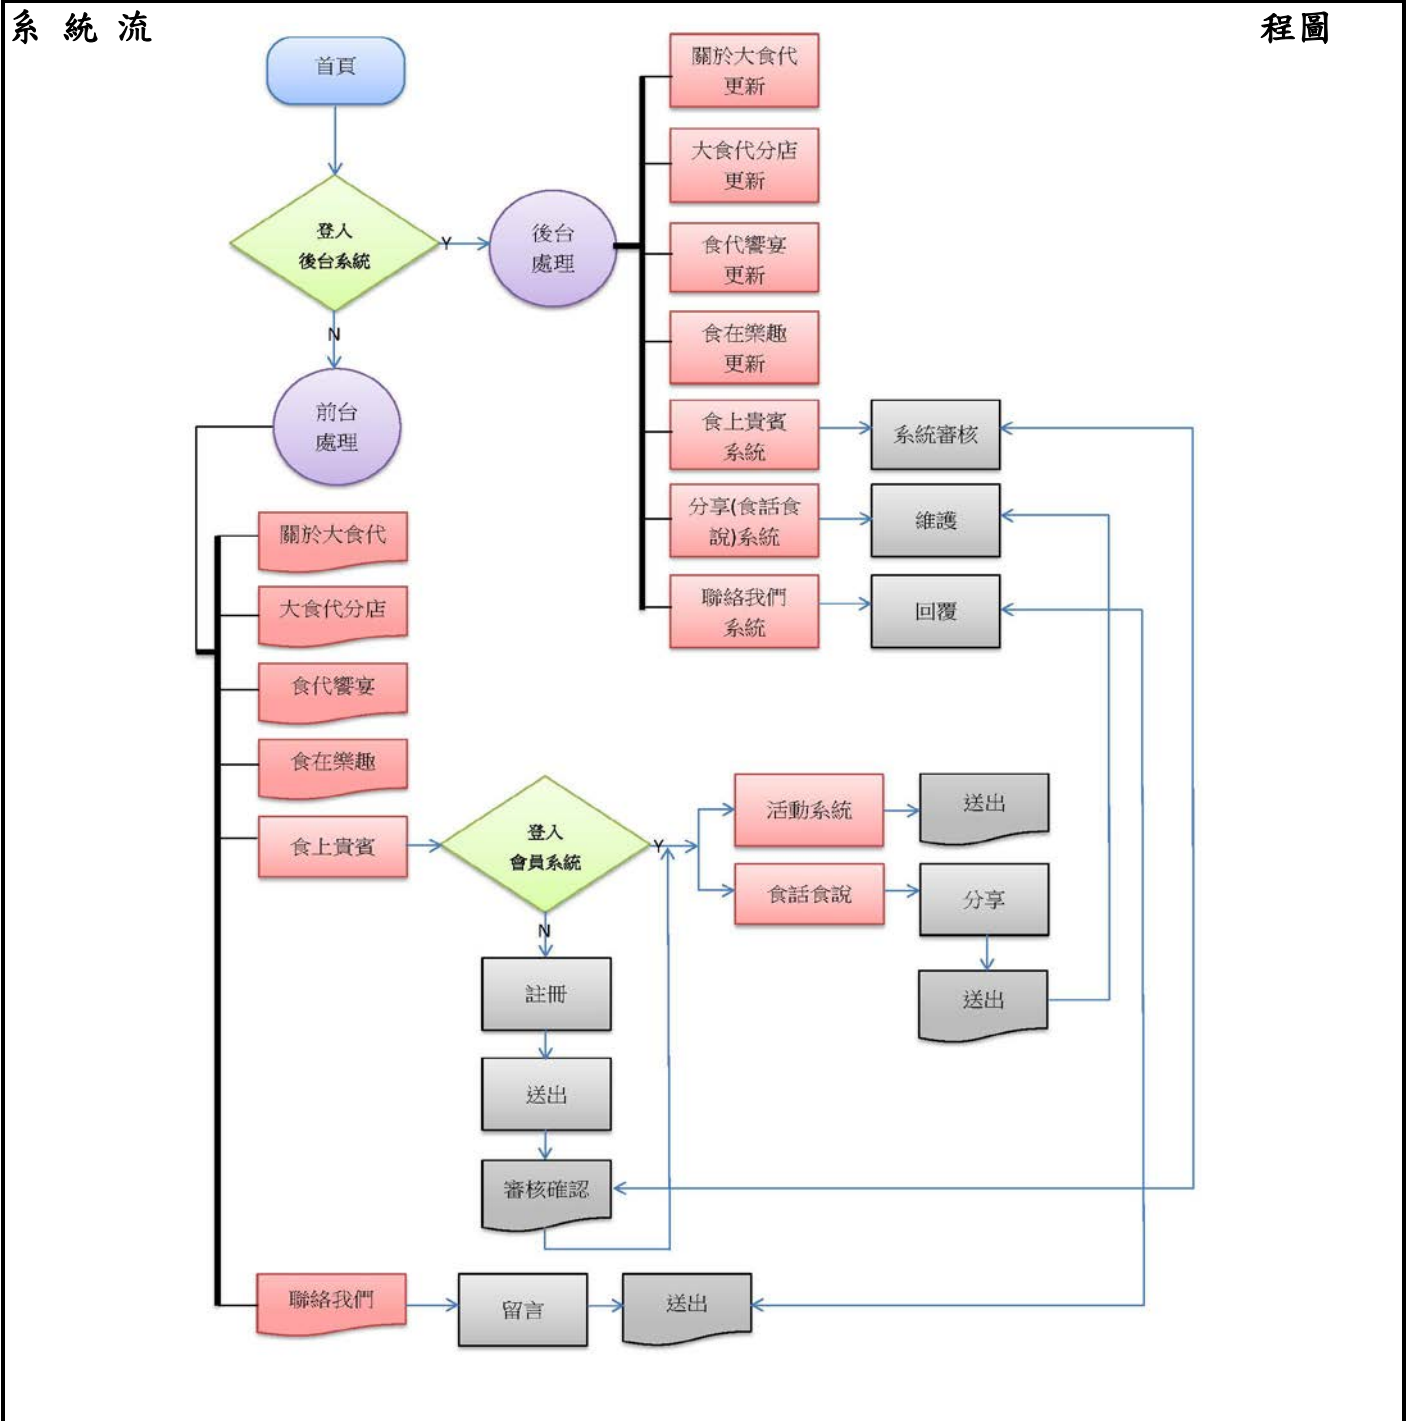 系 統 流 程圖
首頁
登入
後台系統
Y
N
後台
處理
關於大食代
更新
大食代分店
更新
食代饗宴
更新
食在樂趣
更新
食上貴賓
系統
系統審核
分享(食話食
說)系統
維護
聯絡我們
系統
回覆
前台
處理
關於大食代
大食代分店
食代饗宴
食在樂趣
食上貴賓
登入
會員系統
Y
N
活動系統
送出
食話食說
分享
送出
註冊
送出
審核確認
聯絡我們
留言
送出